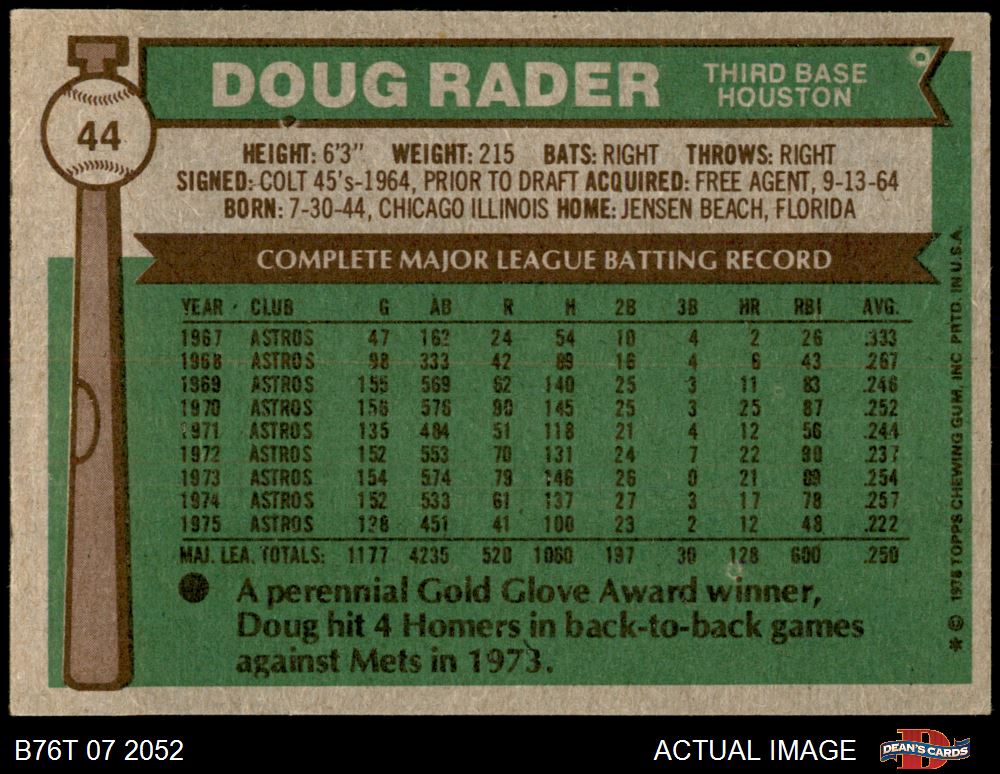 44
DOUG RADER
THIRD BASE
HOUSTON
HEIGHT: 6'3" WEIGHT: 215 BATS: RIGHT THROWS: RIGHT
SIGNED: COLT 45's-1964, PRIOR TO DRAFT ACQUIRED: FREE AGENT, 9-13-64
BORN: 7-30-44, CHICAGO ILLINOIS HOME: JENSEN BEACH, FLORIDA
COMPLETE MAJOR LEAGUE BATTING RECORD
YEAR CLUB G AB R H 2B 3B HR RBI AVG.
1967 ASTROS 47 162 24 54 10 4 2 26 .333
1968 ASTROS 98 333 42 89 16 4 6 43 .267
1969 ASTROS 155 569 62 140 25 3 11 83 .246
1970 ASTROS 156 576 90 145 25 3 25 87 .252
1971 ASTROS 135 484 51 118 21 4 12 56 .244
1972 ASTROS 152 553 70 131 24 7 22 90 .237
1973 ASTROS 154 574 79 146 26 0 21 89 .254
1974 ASTROS 152 533 61 137 27 3 17 78 .257
1975 ASTROS 128 451 41 100 23 2 12 48 .222
MAJ. LEA. TOTALS: 1177 4235 520 1060 197 30 128 600 .250
A perennial Gold Glove Award winner,
Doug hit 4 Homers in back-to-back games
against Mets in 1973.
* © 1976 TOPPS CHEWING GUM, INC. PRTD. IN U.S.A.
B76T 07 2052
ACTUAL IMAGE
DEAN'S CARDS